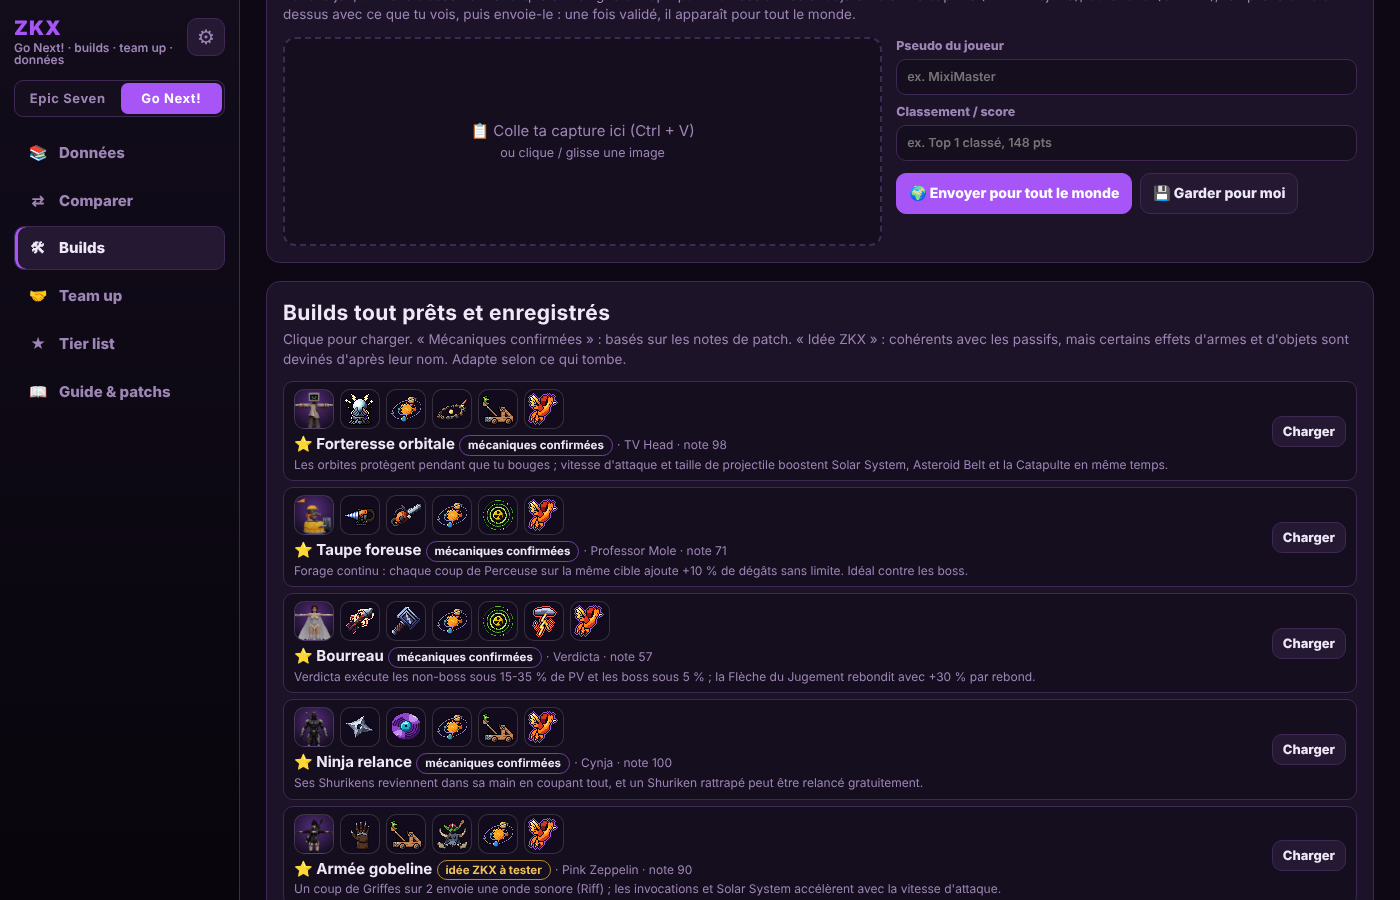 ZKX
Go Next! · builds · team up ·
données
Epic Seven
Go Next!
Données
Comparer
Builds
Team up
Tier list
Guide & patchs
dessus avec ce que tu vois, puis envoie-le : une fois validé, il apparaît pour tout le monde.
Colle ta capture ici (Ctrl + V)
ou clique / glisse une image
Pseudo du joueur
ex. MixiMaster
Classement / score
ex. Top 1 classé, 148 pts
Envoyer pour tout le monde
Garder pour moi
Builds tout prêts et enregistrés
Clique pour charger. « Mécaniques confirmées » : basés sur les notes de patch. « Idée ZKX » : cohérents avec les passifs, mais certains effets d'armes et d'objets sont
devinés d'après leur nom. Adapte selon ce qui tombe.
Forteresse orbitale mécaniques confirmées · TV Head · note 98
Les orbites protègent pendant que tu bouges ; vitesse d'attaque et taille de projectile boostent Solar System, Asteroid Belt et la Catapulte en même temps.
Charger
Taupe foreuse mécaniques confirmées · Professor Mole · note 71
Forage continu : chaque coup de Perceuse sur la même cible ajoute +10 % de dégâts sans limite. Idéal contre les boss.
Charger
Bourreau mécaniques confirmées · Verdicta · note 57
Verdicta exécute les non-boss sous 15-35 % de PV et les boss sous 5 % ; la Flèche du Jugement rebondit avec +30 % par rebond.
Charger
Ninja relance mécaniques confirmées · Cynja · note 100
Ses Shurikens reviennent dans sa main en coupant tout, et un Shuriken rattrapé peut être relancé gratuitement.
Charger
Armée gobeline idée ZKX à tester · Pink Zeppelin · note 90
Un coup de Griffes sur 2 envoie une onde sonore (Riff) ; les invocations et Solar System accélèrent avec la vitesse d'attaque.
Charger